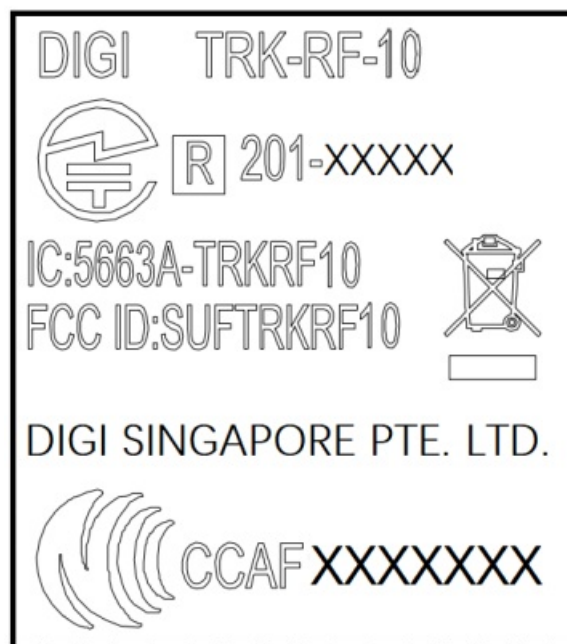 DIGI TRK-RF-10
R 201-XXXXX
IC:5663A-TRKRF10
FCC ID:SUFTRKRF10
DIGI SINGAPORE PTE. LTD.
CCAF XXXXXXX